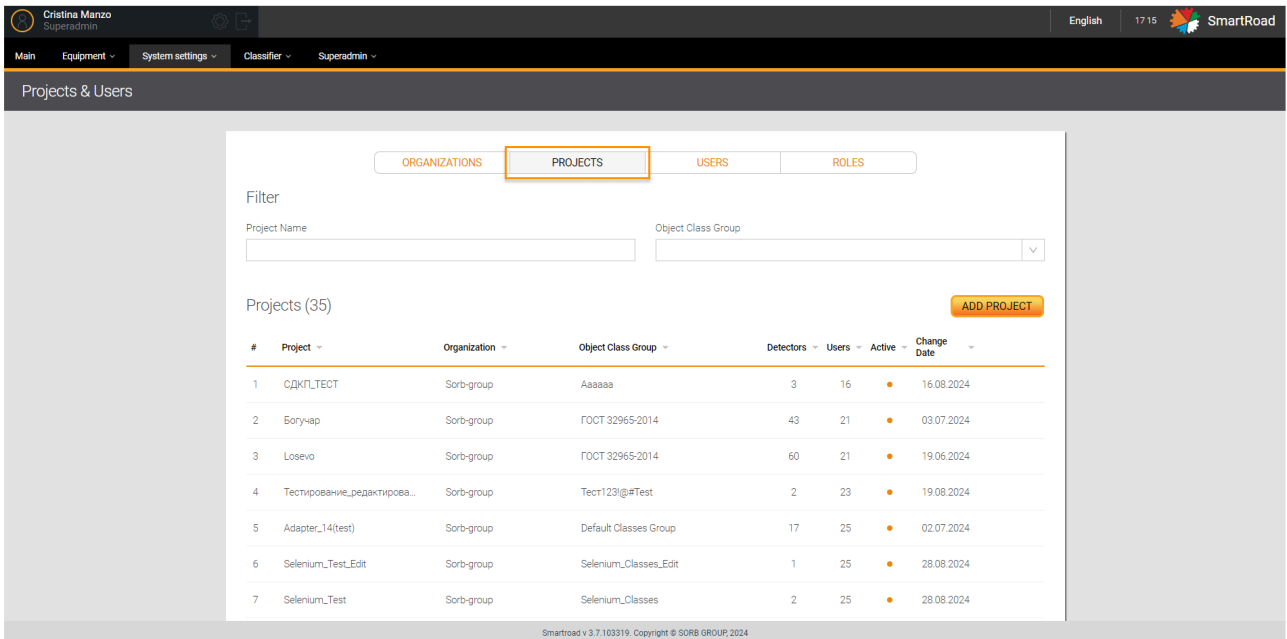 Cristina Manzo
Superadmin
English
17 15
SmartRoad
Main Equipment System settings Classifier Superadmin
Projects & Users
ORGANIZATIONS PROJECTS USERS ROLES
Filter
Project Name Object Class Group
Projects (35)
ADD PROJECT
# Project Organization Object Class Group Detectors Users Active Change Date
1 СДКП_ТЕСТ Sorb-group Aaaaaa 3 16 16.08.2024
2 Богучар Sorb-group ГОСТ 32965-2014 43 21 03.07.2024
3 Losevo Sorb-group ГОСТ 32965-2014 60 21 19.06.2024
4 Тестирование_редактирова... Sorb-group Тест123!@#Test 2 23 19.08.2024
5 Adapter_14(test) Sorb-group Default Classes Group 17 25 02.07.2024
6 Selenium_Test_Edit Sorb-group Selenium_Classes_Edit 1 25 28.08.2024
7 Selenium_Test Sorb-group Selenium_Classes 2 25 28.08.2024
Smartroad v 3.7.103319. Copyright © SORB GROUP, 2024